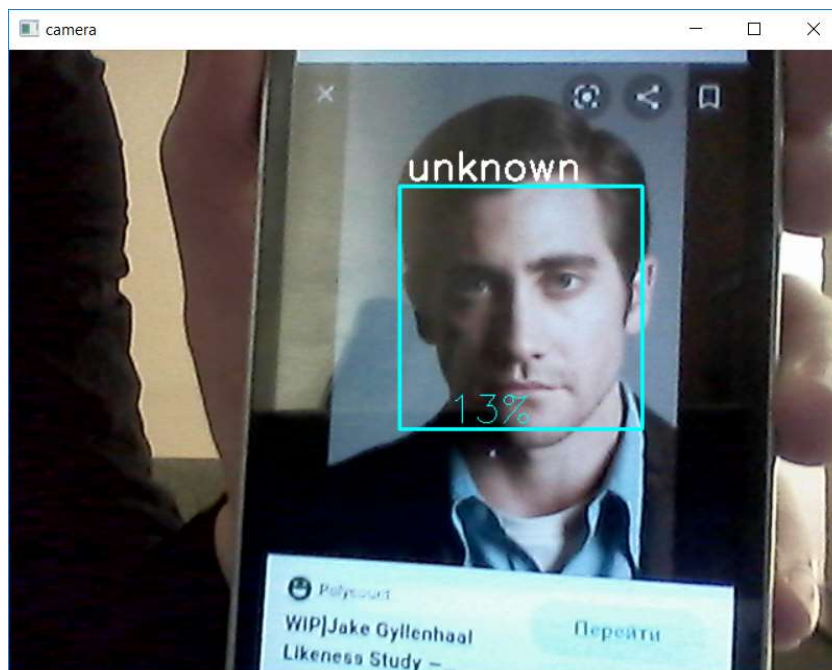 camera
unknown
13%
Polycount
WIP|Jake Gyllenhaal
Likeness Study —
Перейти